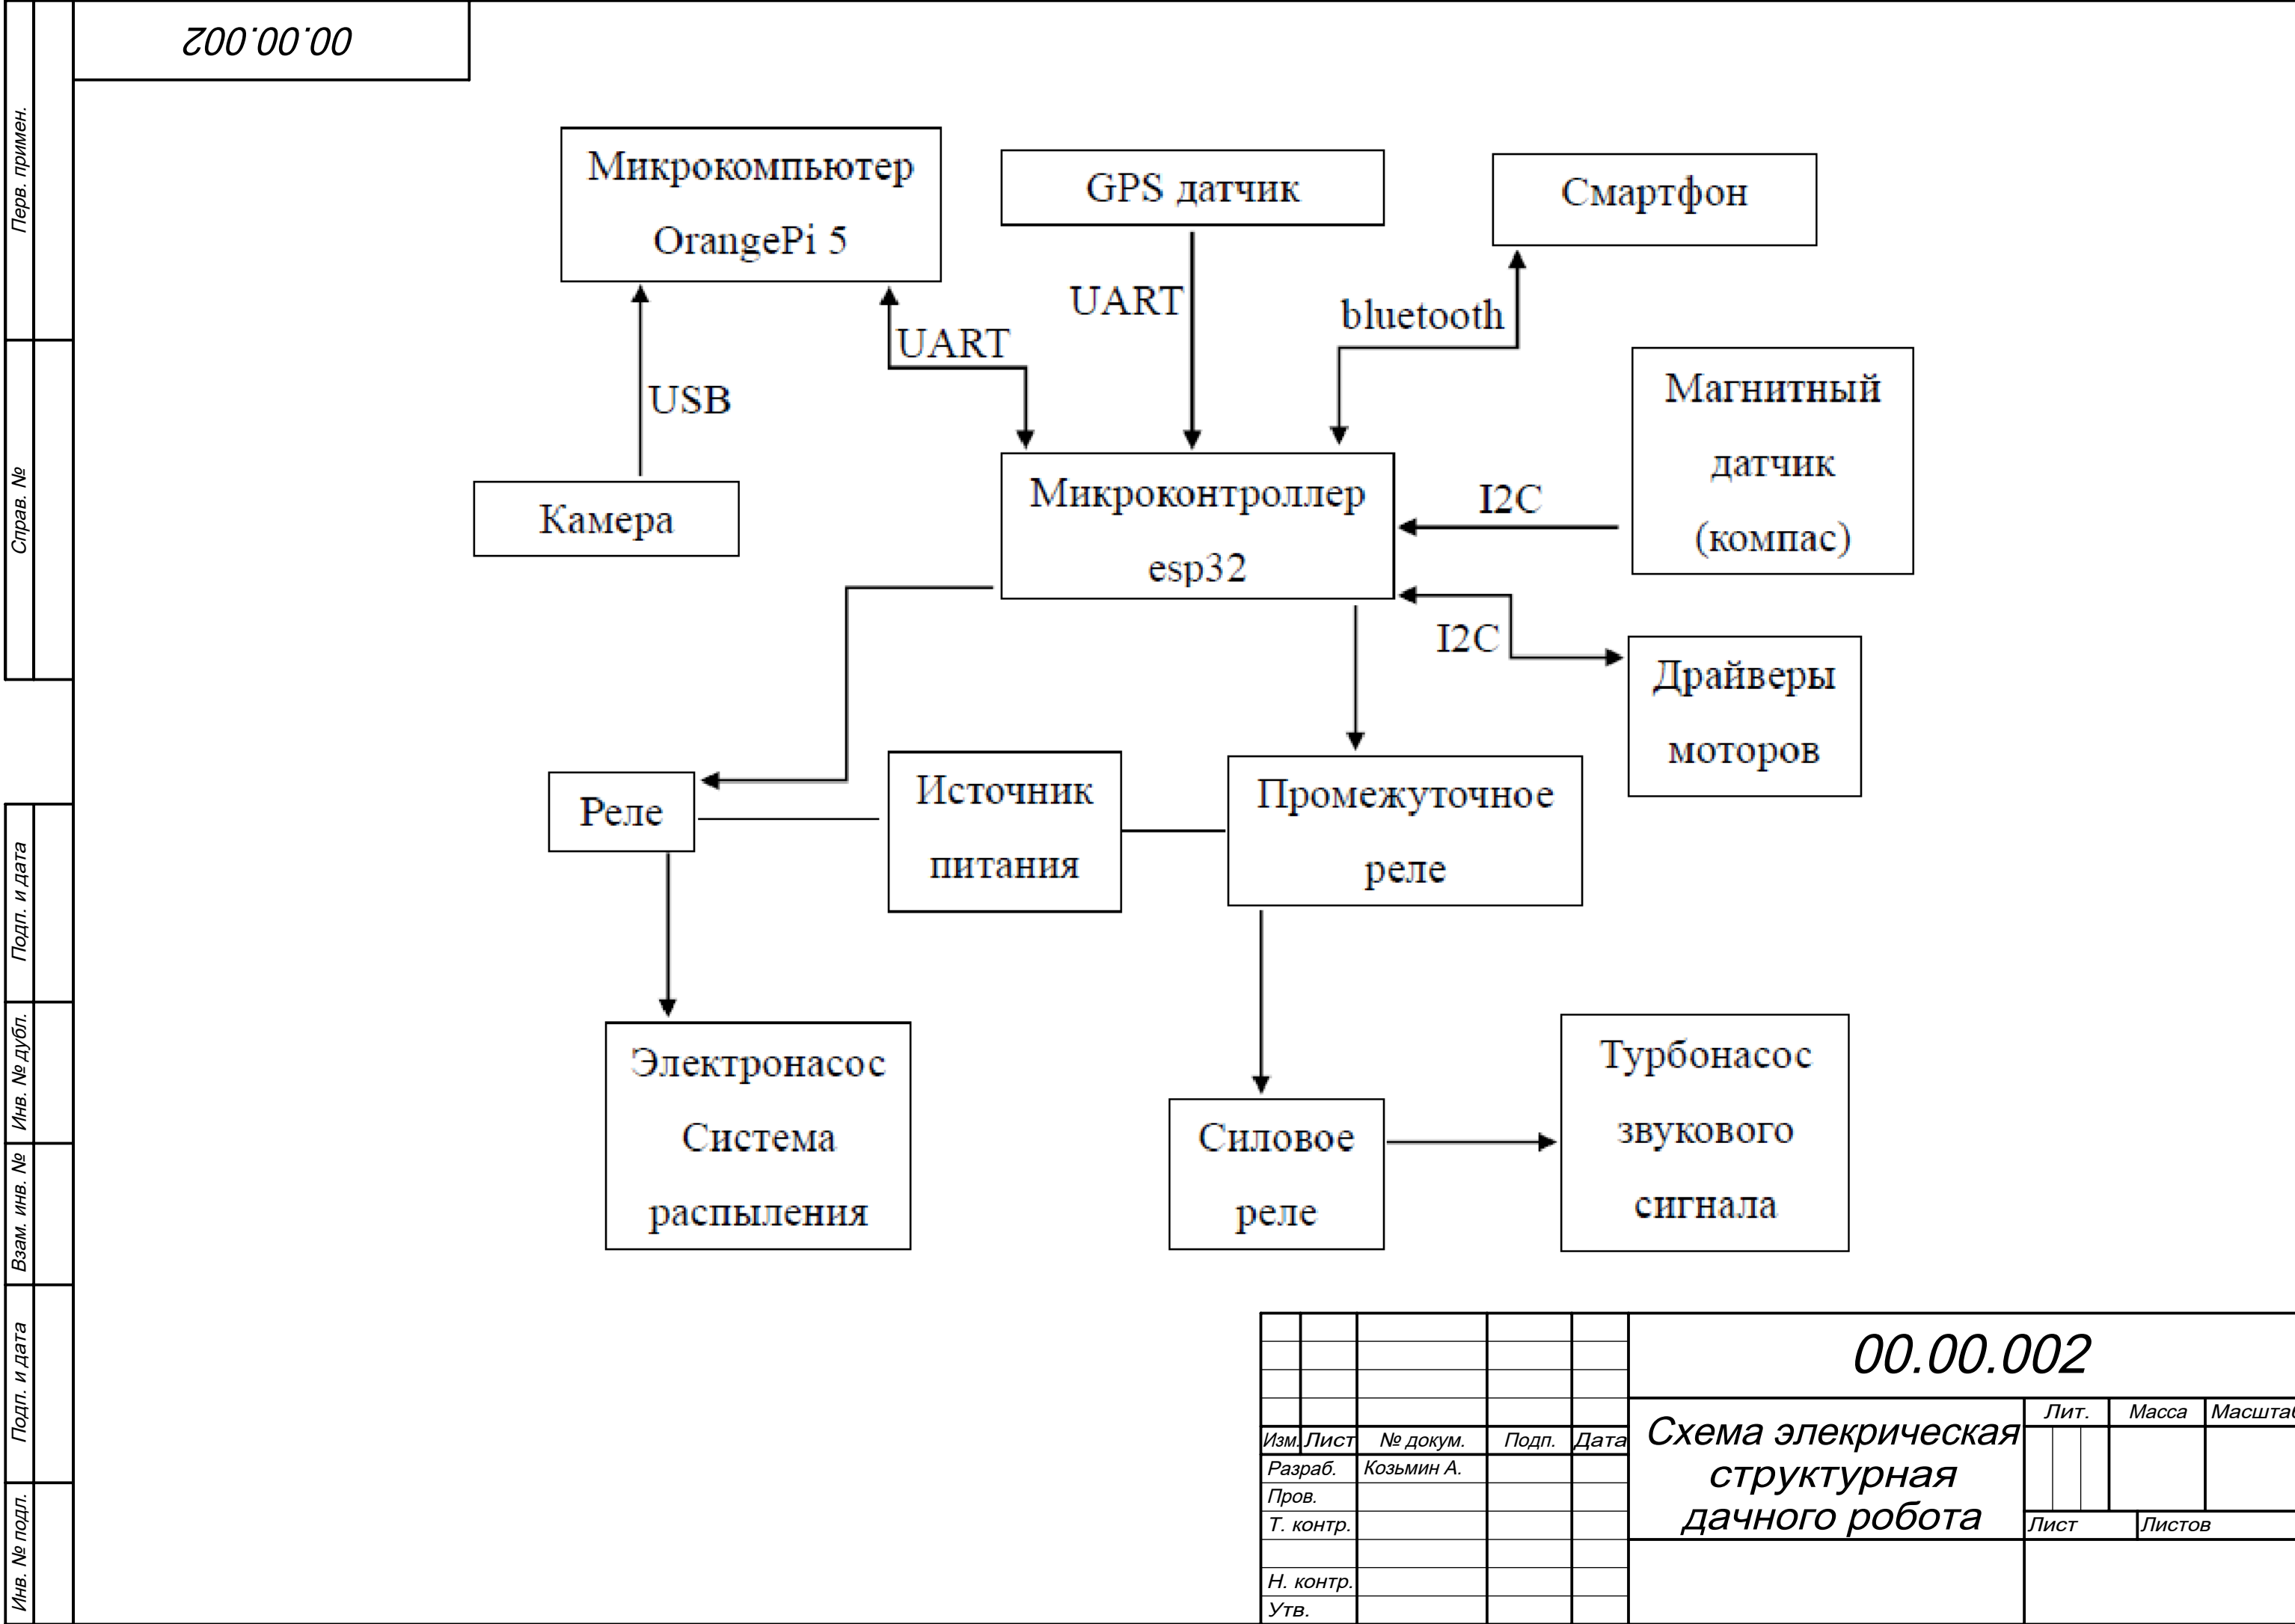 00.00.002
Перв. примен.
Справ. №
Подп. и дата
Инв. № дубл.
Взам. инв. №
Подп. и дата
Инв. № подл.
Микрокомпьютер
OrangePi 5
GPS датчик
Смартфон
UART
bluetooth
UART
USB
Магнитный
датчик
(компас)
Камера
Микроконтроллер
esp32
I2C
I2C
Драйверы
моторов
Реле
Источник
питания
Промежуточное
реле
Электронасос
Система
распыления
Силовое
реле
Турбонасос
звукового
сигнала
00.00.002
Схема элекрическая
структурная
дачного робота
Лит. Масса Масштаб
Лист Листов
Изм. Лист № докум. Подп. Дата
Разраб. Козьмин А.
Пров.
Т. контр.
Н. контр.
Утв.